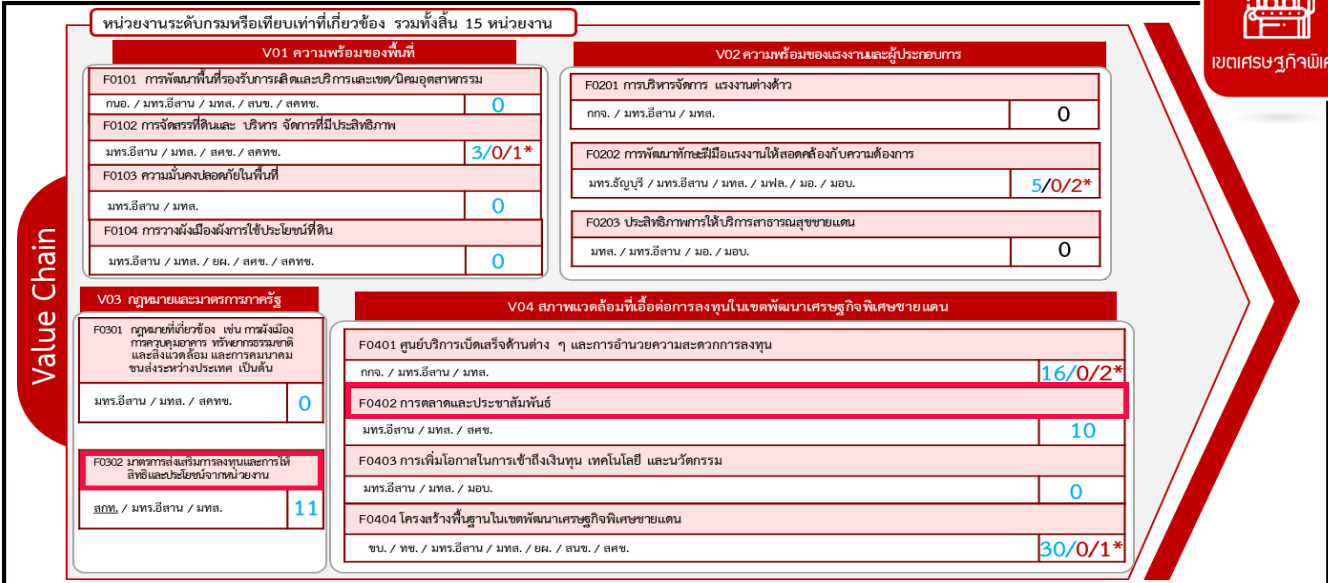 หน่วยงานระดับกรมหรือเทียบเท่าที่เกี่ยวข้อง รวมทั้งสิ้น 15 หน่วยงาน
เขตเศรษฐกิจพิเศ
Value Chain
V01 ความพร้อมของพื้นที่
F0101 การพัฒนาพื้นที่รองรับการผลิตและบริการและเขต/นิคมอุตสาหกรรม
กนอ. / มทร.อีสาน / มทส. / สนข. / สคทช.
0
F0102 การจัดสรรที่ดินและ บริหาร จัดการที่มีประสิทธิภาพ
มทร.อีสาน / มทส. / สศช. / สคทช.
3/0/1*
F0103 ความมั่นคงปลอดภัยในพื้นที่
มทร.อีสาน / มทส.
0
F0104 การวางผังเมืองผังการใช้ประโยชน์ที่ดิน
มทร.อีสาน / มทส. / ยผ. / สศช. / สคทช.
0
V02 ความพร้อมของแรงงานและผู้ประกอบการ
F0201 การบริหารจัดการ แรงงานต่างด้าว
กกจ. / มทร.อีสาน / มทส.
0
F0202 การพัฒนาทักษะฝีมือแรงงานให้สอดคล้องกับความต้องการ
มทร.ธัญบุรี / มทร.อีสาน / มทส. / มฟล. / มอ. / มอบ.
5/0/2*
F0203 ประสิทธิภาพการให้บริการสาธารณสุขชายแดน
มทส. / มทร.อีสาน / มอ. / มอบ.
0
V03 กฎหมายและมาตรการภาครัฐ
F0301 กฎหมายที่เกี่ยวข้อง เช่น การผังเมือง
การควบคุมอาคาร ทรัพยากรธรรมชาติ
และสิ่งแวดล้อม และการคมนาคม
ขนส่งระหว่างประเทศ เป็นต้น
มทร.อีสาน / มทส. / สคทช.
0
F0302 มาตรการส่งเสริมการลงทุนและการให้
สิทธิและประโยชน์จากหน่วยงาน
สกท. / มทร.อีสาน / มทส.
11
V04 สภาพแวดล้อมที่เอื้อต่อการลงทุนในเขตพัฒนาเศรษฐกิจพิเศษชายแดน
F0401 ศูนย์บริการเบ็ดเสร็จด้านต่าง ๆ และการอำนวยความสะดวกการลงทุน
กกจ. / มทร.อีสาน / มทส.
16/0/2*
F0402 การตลาดและประชาสัมพันธ์
มทร.อีสาน / มทส. / สศช.
10
F0403 การเพิ่มโอกาสในการเข้าถึงเงินทุน เทคโนโลยี และนวัตกรรม
มทร.อีสาน / มทส. / มอบ.
0
F0404 โครงสร้างพื้นฐานในเขตพัฒนาเศรษฐกิจพิเศษชายแดน
ขบ. / ทช. / มทร.อีสาน / มทส. / ยผ. / สนข. / สศช.
30/0/1*